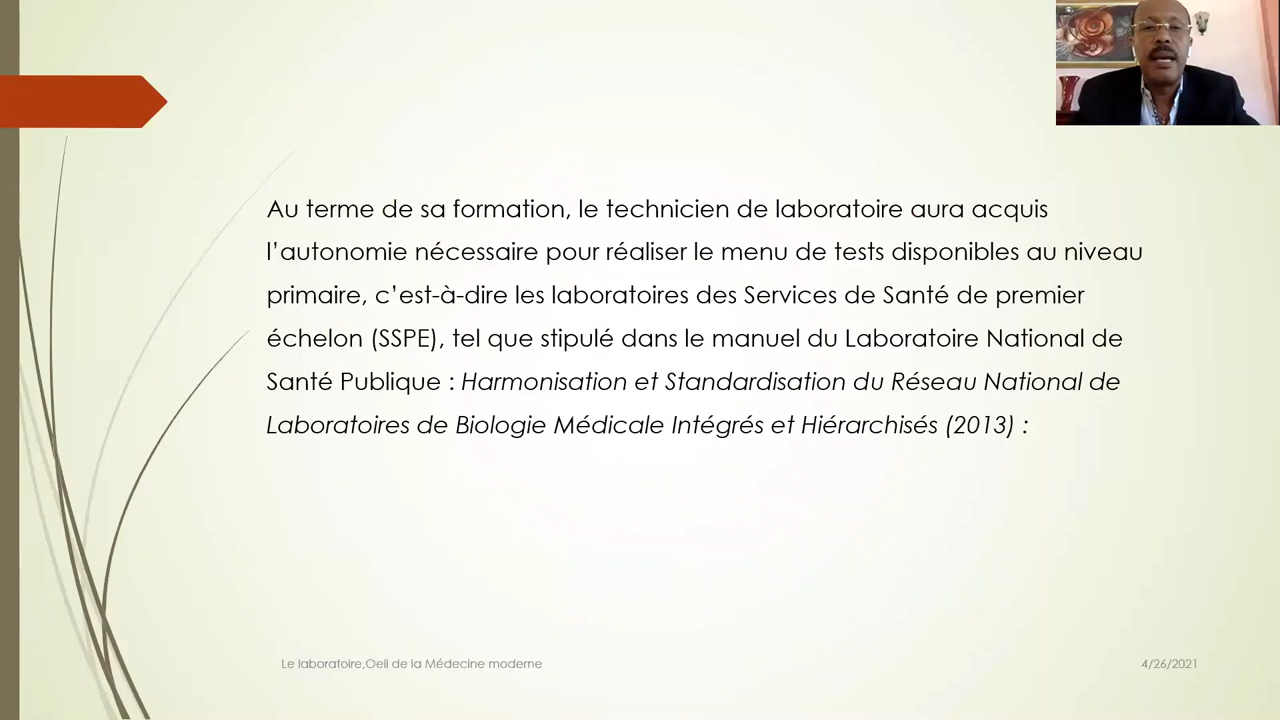 Au terme de sa formation, le technicien de laboratoire aura acquis
l’autonomie nécessaire pour réaliser le menu de tests disponibles au niveau
primaire, c’est-à-dire les laboratoires des Services de Santé de premier
échelon (SSPE), tel que stipulé dans le manuel du Laboratoire National de
Santé Publique : Harmonisation et Standardisation du Réseau National de
Laboratoires de Biologie Médicale Intégrés et Hiérarchisés (2013) :
Le laboratoire,Oeil de la Médecine moderne
4/26/2021